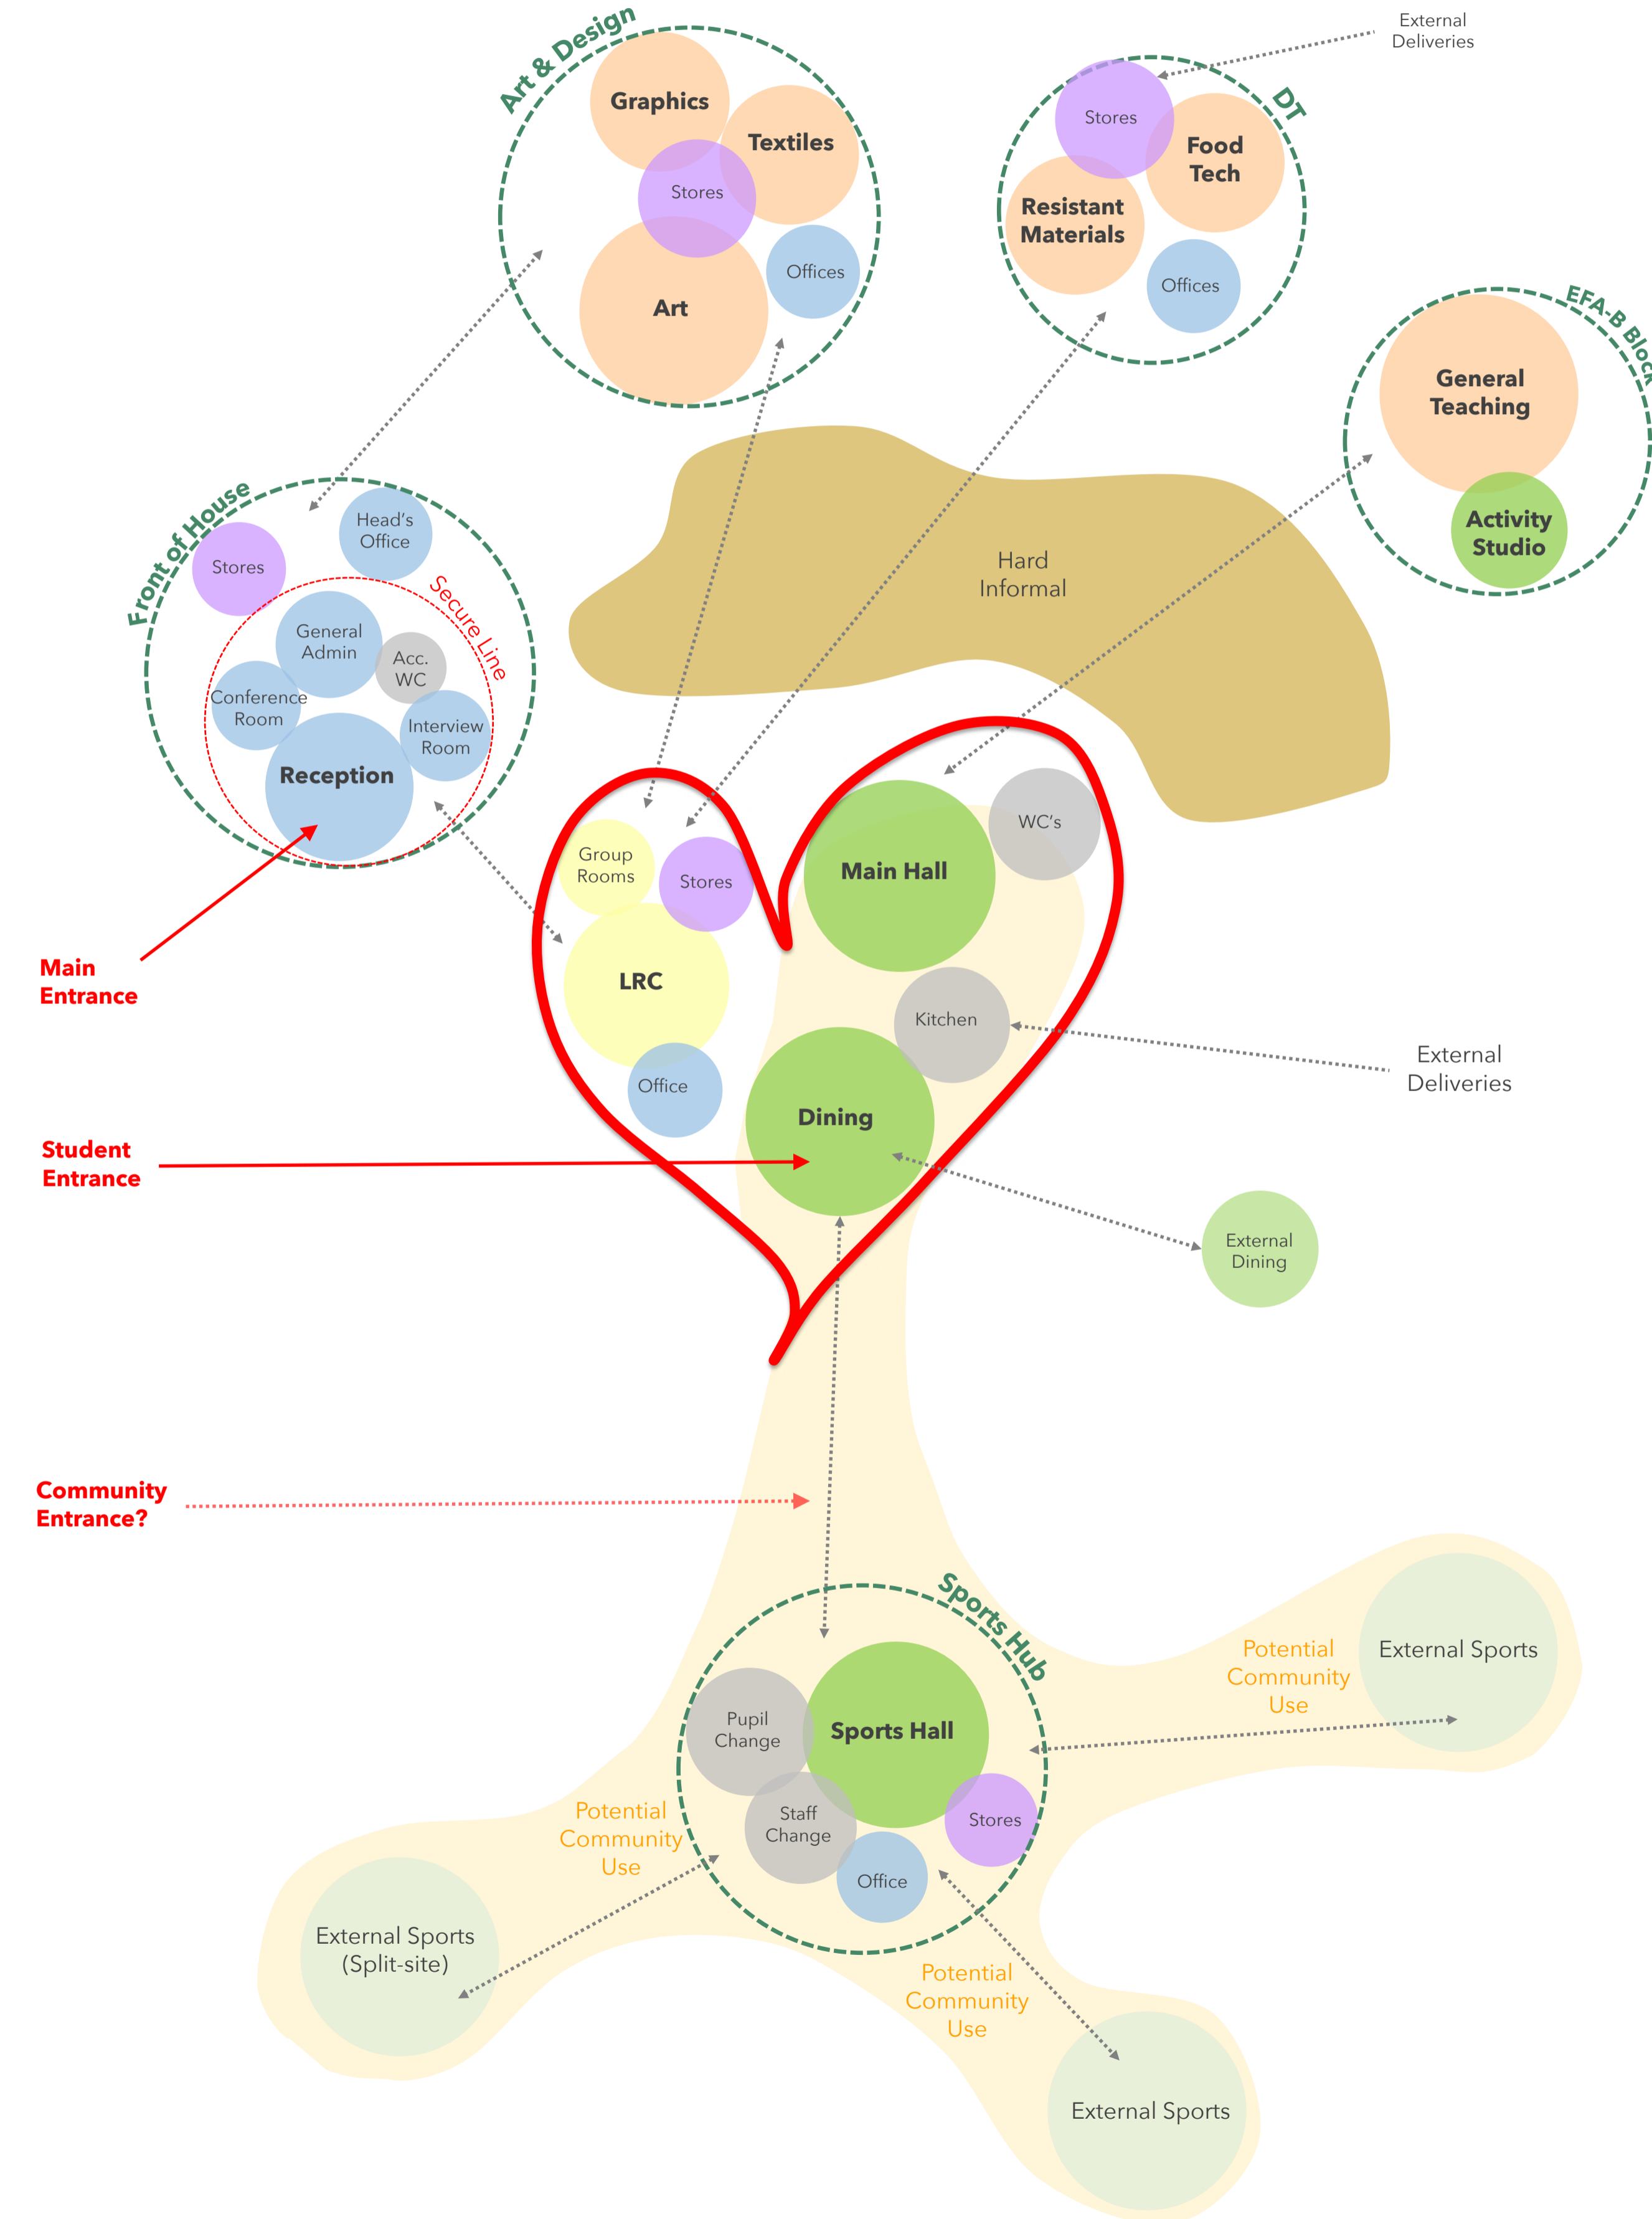 External
Deliveries
Art & Design
Graphics
Textiles
Stores
Art
Offices
DT
Stores
Food
Tech
Resistant
Materials
Offices
EFA-B Block
General
Teaching
Activity
Studio
Front of House
Head's
Office
Stores
Secure Line
General
Admin
Acc.
WC
Conference
Room
Interview
Room
Reception
Hard
Informal
Main
Entrance
Group
Rooms
Stores
LRC
Office
Main Hall
WC's
Kitchen
Dining
External
Deliveries
Student
Entrance
External
Dining
Community
Entrance?
Sports Hub
Pupil
Change
Sports Hall
Staff
Change
Stores
Office
Potential
Community
Use
External Sports
Potential
Community
Use
External Sports
(Split-site)
Potential
Community
Use
External Sports